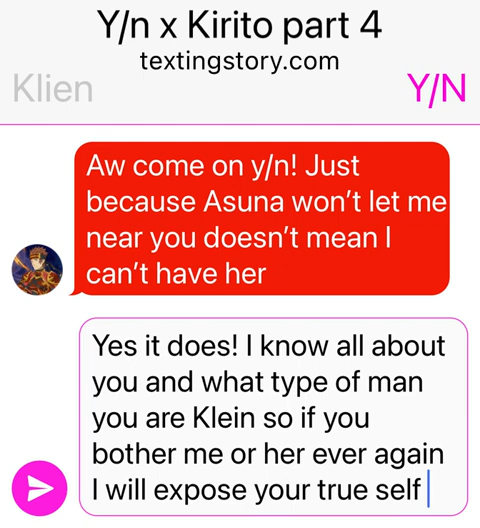 Y/n x Kirito part 4
textingstory.com
Klien
Y/N
Aw come on y/n! Just
because Asuna won't let me
near you doesn't mean I
can't have her
Yes it does! I know all about
you and what type of man
you are Klein so if you
bother me or her ever again
I will expose your true self